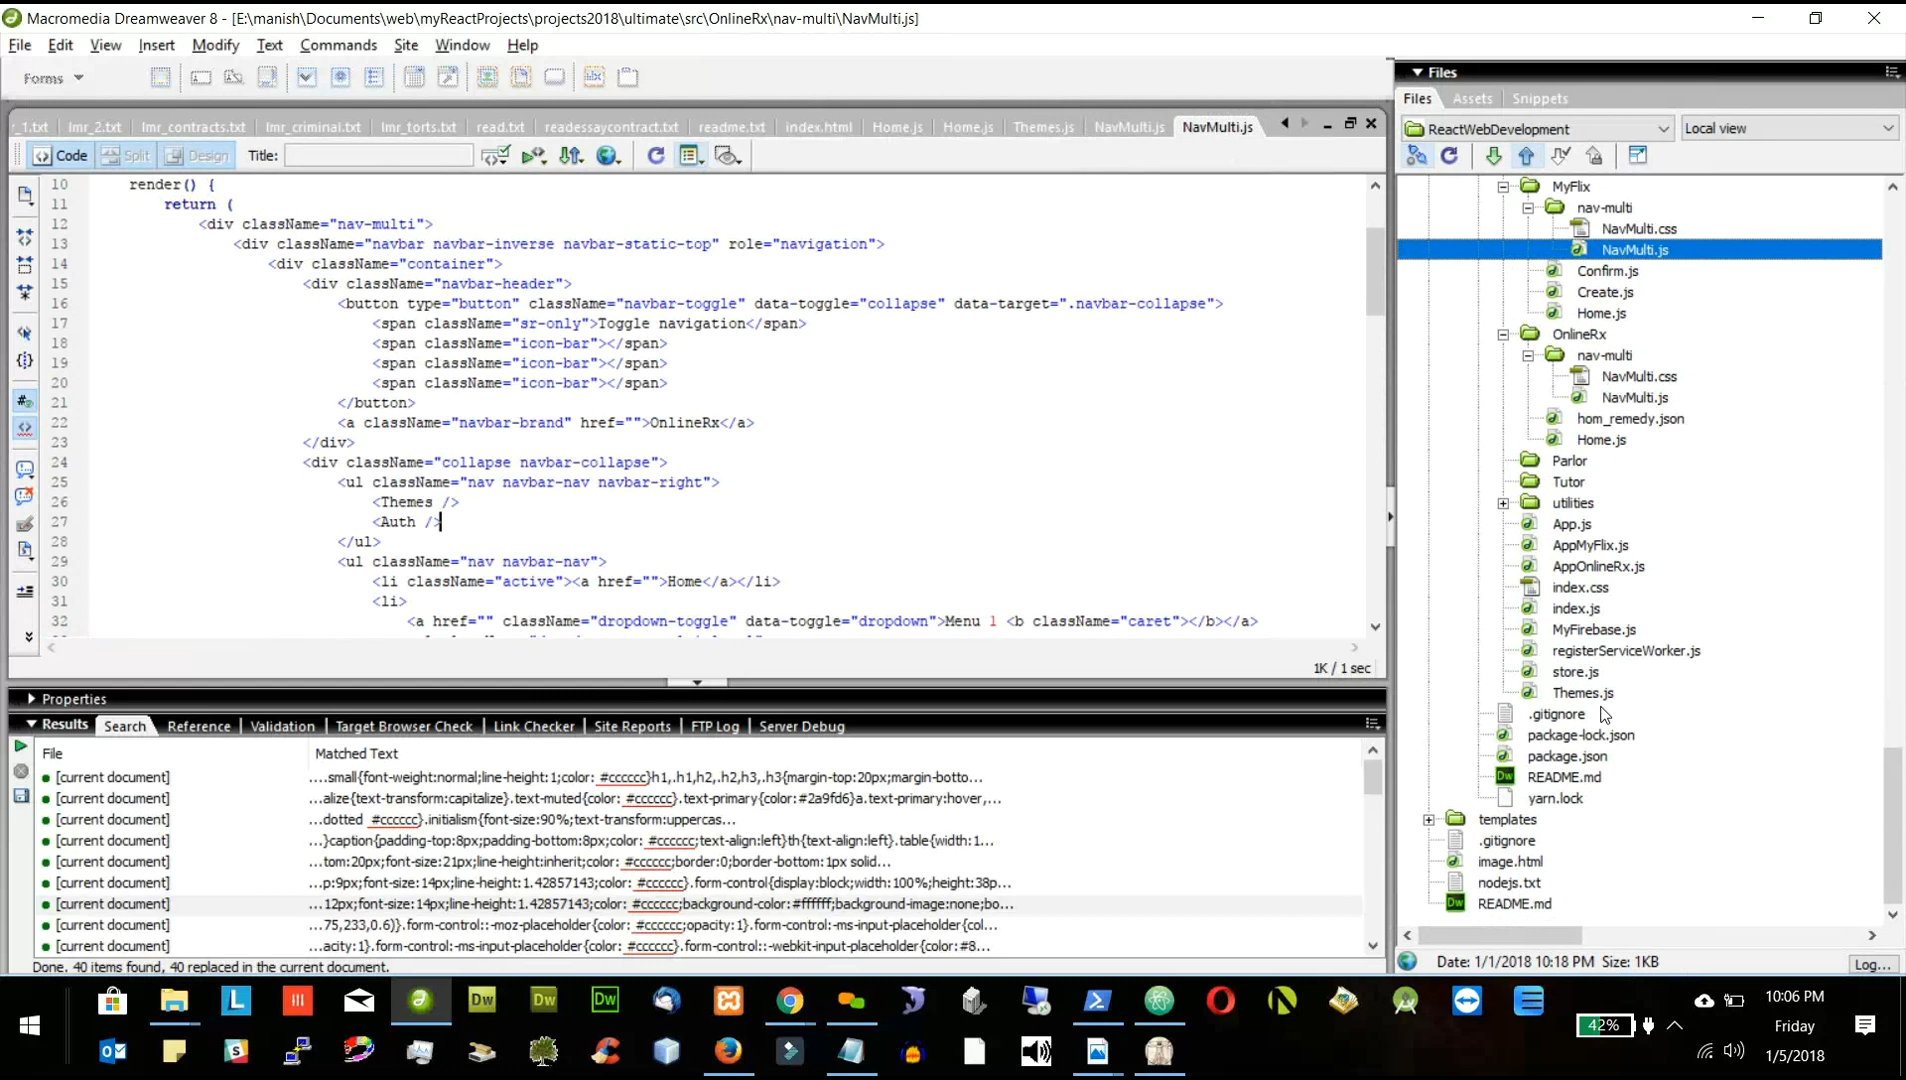 Macromedia Dreamweaver 8 - [E:\manish\Documents\web\myReactProjects\projects2018\ultimate\src\OnlineRx\nav-multi\NavMulti.js]
File Edit View Insert Modify Text Commands Site Window Help
Forms
_1.txt lmr_2.txt lmr_contracts.txt lmr_criminal.txt lmr_torts.txt read.txt readessaycontract.txt readme.txt index.html Home.js Home.js Themes.js NavMulti.js NavMulti.js
Code Split Design Title:
10 render() {
11 return (
12 <div className="nav-multi">
13 <div className="navbar navbar-inverse navbar-static-top" role="navigation">
14 <div className="container">
15 <div className="navbar-header">
16 <button type="button" className="navbar-toggle" data-toggle="collapse" data-target=".navbar-collapse">
17 <span className="sr-only">Toggle navigation</span>
18 <span className="icon-bar"></span>
19 <span className="icon-bar"></span>
20 <span className="icon-bar"></span>
21 </button>
22 <a className="navbar-brand" href="">OnlineRx</a>
23 </div>
24 <div className="collapse navbar-collapse">
25 <ul className="nav navbar-nav navbar-right">
26 <Themes />
27 <Auth />
28 </ul>
29 <ul className="nav navbar-nav">
30 <li className="active"><a href="">Home</a></li>
31 <li>
32 <a href="" className="dropdown-toggle" data-toggle="dropdown">Menu 1 <b className="caret"></b></a>
1K / 1 sec
Properties
Results Search Reference Validation Target Browser Check Link Checker Site Reports FTP Log Server Debug
File Matched Text
[current document] ....small{font-weight:normal;line-height:1;color: #cccccc}h1,.h1,h2,.h2,h3,.h3{margin-top:20px;margin-botto...
[current document] ...alize{text-transform:capitalize}.text-muted{color: #cccccc}.text-primary{color:#2a9fd6}a.text-primary:hover,...
[current document] ...dotted #cccccc}.initialism{font-size:90%;text-transform:uppercas...
[current document] ...}caption{padding-top:8px;padding-bottom:8px;color: #cccccc;text-align:left}th{text-align:left}.table{width:1...
[current document] ...tom:20px;font-size:21px;line-height:inherit;color: #cccccc;border:0;border-bottom:1px solid...
[current document] ...p:9px;font-size:14px;line-height:1.42857143;color: #cccccc}.form-control{display:block;width:100%;height:38p...
[current document] ... 12px;font-size:14px;line-height:1.42857143;color: #cccccc;background-color:#ffffff;background-image:none;bo...
[current document] ...75,233,0.6)}.form-control::-moz-placeholder{color: #cccccc;opacity:1}.form-control:-ms-input-placeholder{col...
[current document] ...acity:1}.form-control:-ms-input-placeholder{color: #cccccc}.form-control::-webkit-input-placeholder{color:#8...
Done. 40 items found, 40 replaced in the current document.
Files
Files Assets Snippets
ReactWebDevelopment Local view
MyFlix
nav-multi
NavMulti.css
NavMulti.js
Confirm.js
Create.js
Home.js
OnlineRx
nav-multi
NavMulti.css
NavMulti.js
hom_remedy.json
Home.js
Parlor
Tutor
utilities
App.js
AppMyFlix.js
AppOnlineRx.js
index.css
index.js
MyFirebase.js
registerServiceWorker.js
store.js
Themes.js
.gitignore
package-lock.json
package.json
README.md
yarn.lock
templates
.gitignore
image.html
nodejs.txt
README.md
Date: 1/1/2018 10:18 PM Size: 1KB Log...
42%
10:06 PM
Friday
1/5/2018